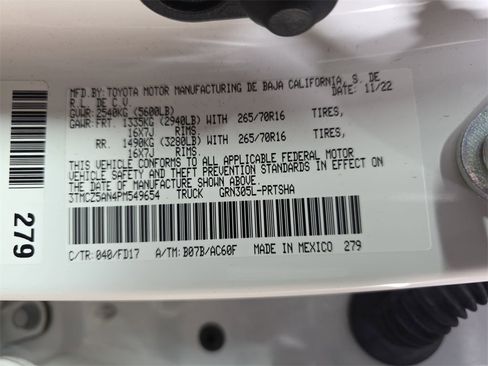 MFD.BY: TOYOTA MOTOR MANUFACTURING DE BAJA CALIFORNIA, S. DE
R.L. DE C.V. DATE: 11/22
GVWR: 2540KG (5600LB)
GAWR: FRT. 1335KG (2940LB) WITH 265/70R16 TIRES,
16X7J RIMS
RR. 1490KG (3280LB) WITH 265/70R16 TIRES,
16X7J RIMS
THIS VEHICLE CONFORMS TO ALL APPLICABLE FEDERAL MOTOR
VEHICLE SAFETY AND THEFT PREVENTION STANDARDS IN EFFECT ON
THE DATE OF MANUFACTURE SHOWN ABOVE.
3TMCZ5AN4PM549654 TRUCK GRN305L-PRTSHA
C/TR: 040/FD17 A/TM: B07B/AC60F MADE IN MEXICO 279
279